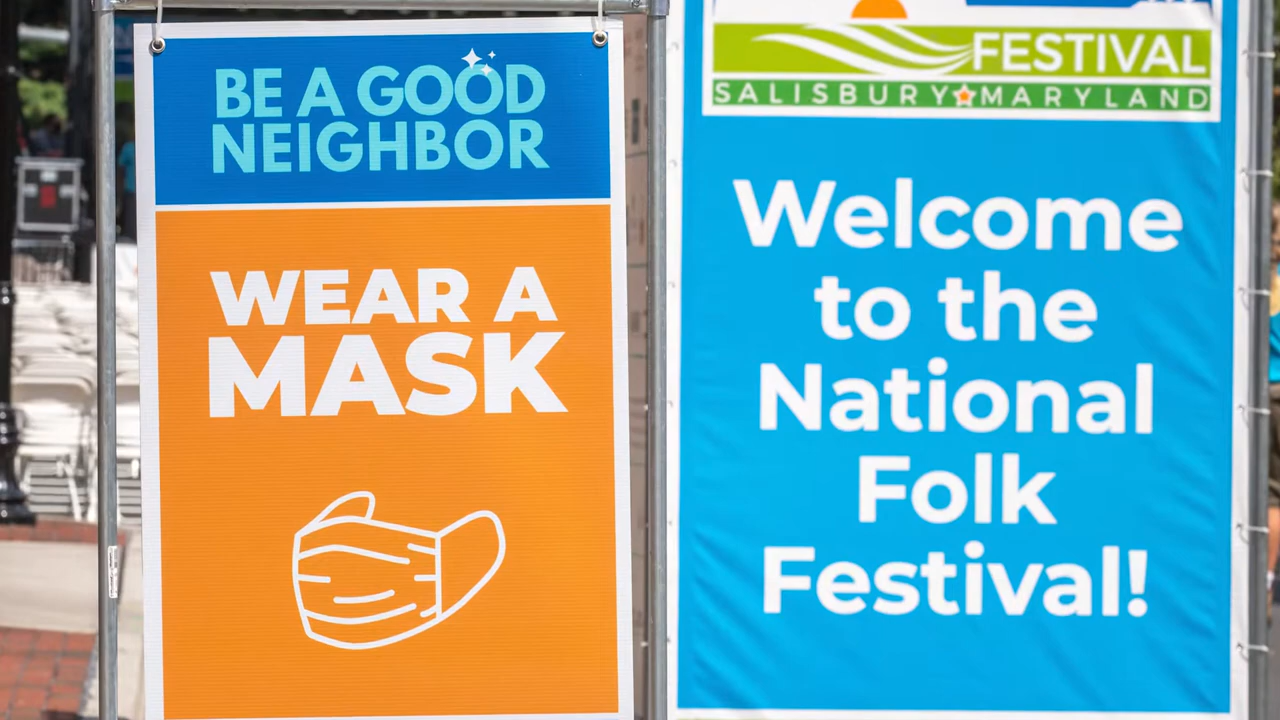 BE A GOOD
NEIGHBOR
WEAR A
MASK
FESTIVAL
SALISBURY MARYLAND
Welcome
to the
National
Folk
Festival!